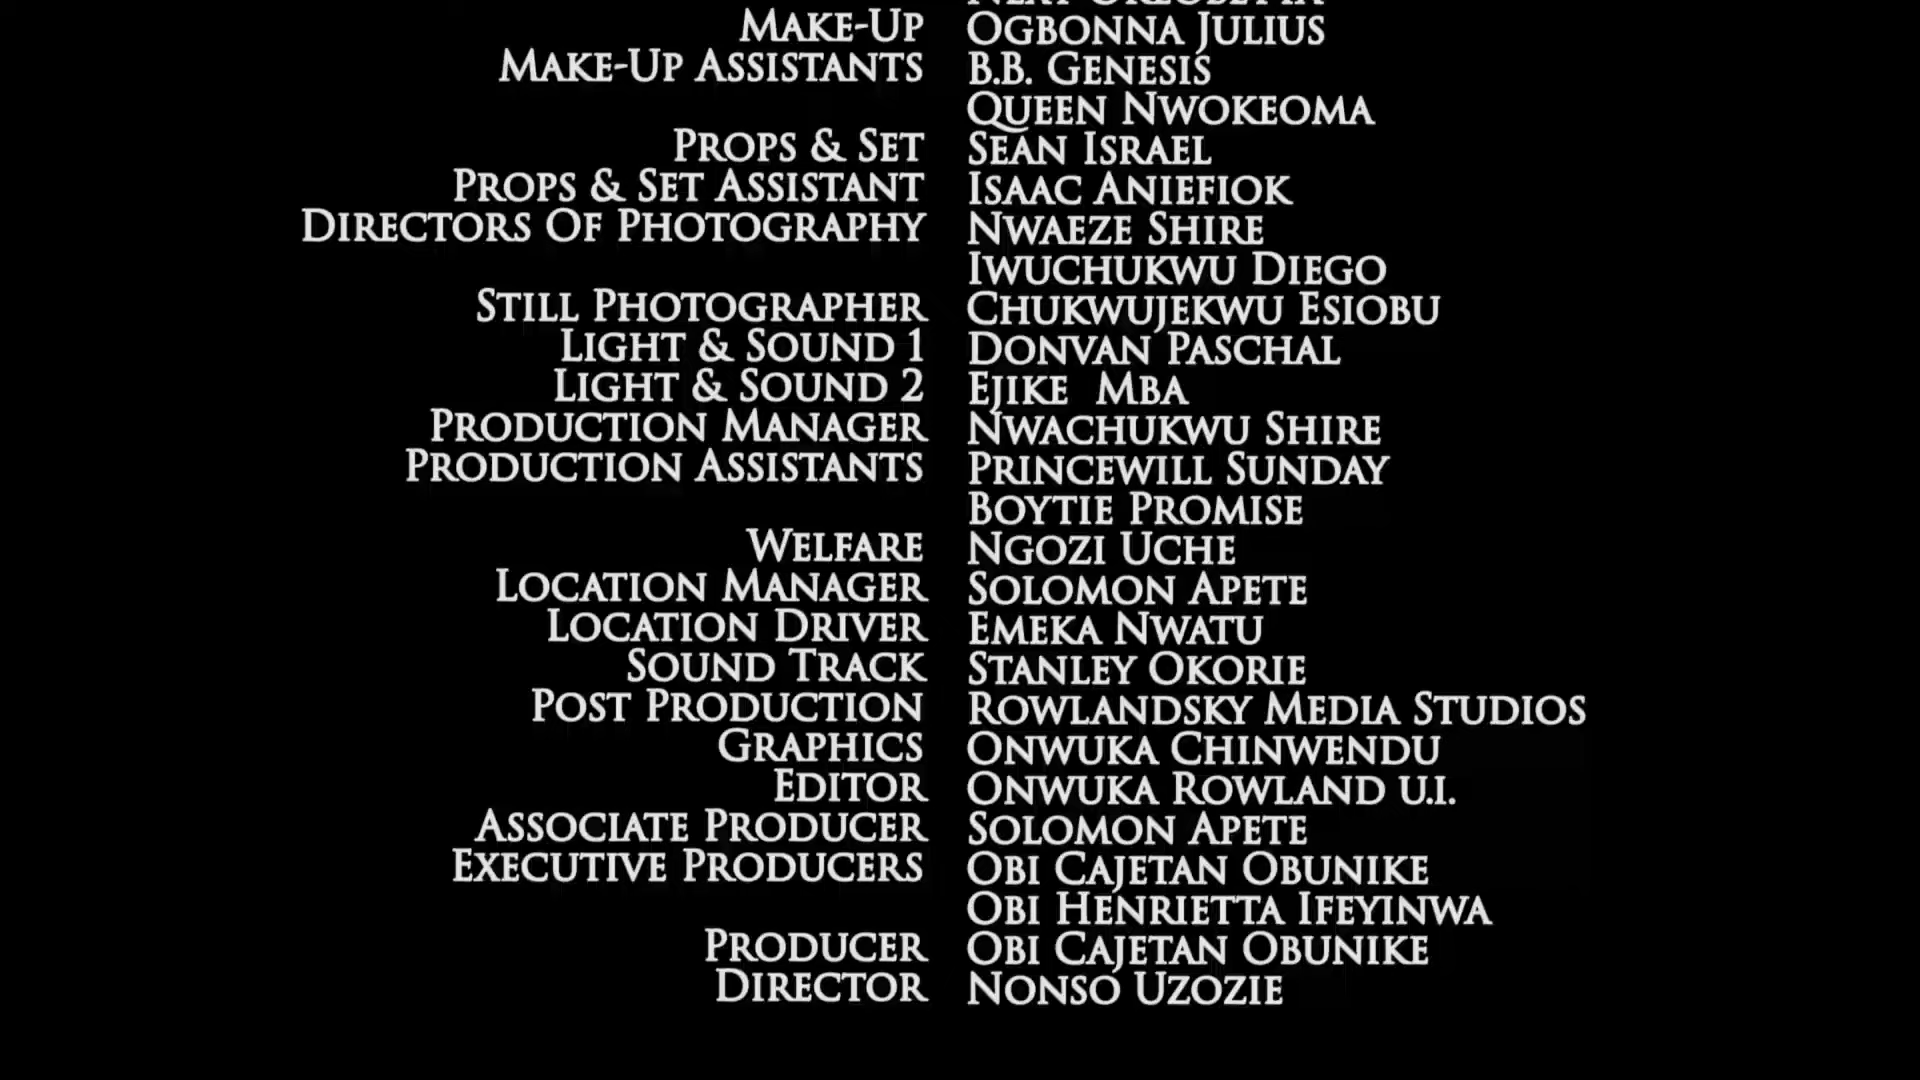 Make-Up Ogbonna Julius
Make-Up Assistants B.B. Genesis
Queen Nwokeoma
Props & Set Sean Israel
Props & Set Assistant Isaac Aniefiok
Directors Of Photography Nwaeze Shire
Iwuchukwu Diego
Still Photographer Chukwujekwu Esiobu
Light & Sound 1 Donvan Paschal
Light & Sound 2 Ejike Mba
Production Manager Nwachukwu Shire
Production Assistants Princewill Sunday
Boytie Promise
Welfare Ngozi Uche
Location Manager Solomon Apete
Location Driver Emeka Nwatu
Sound Track Stanley Okorie
Post Production Rowlandsky Media Studios
Graphics Onwuka Chinwendu
Editor Onwuka Rowland U.I.
Associate Producer Solomon Apete
Executive Producers Obi Cajetan Obunike
Obi Henrietta Ifeyinwa
Producer Obi Cajetan Obunike
Director Nonso Uzozie